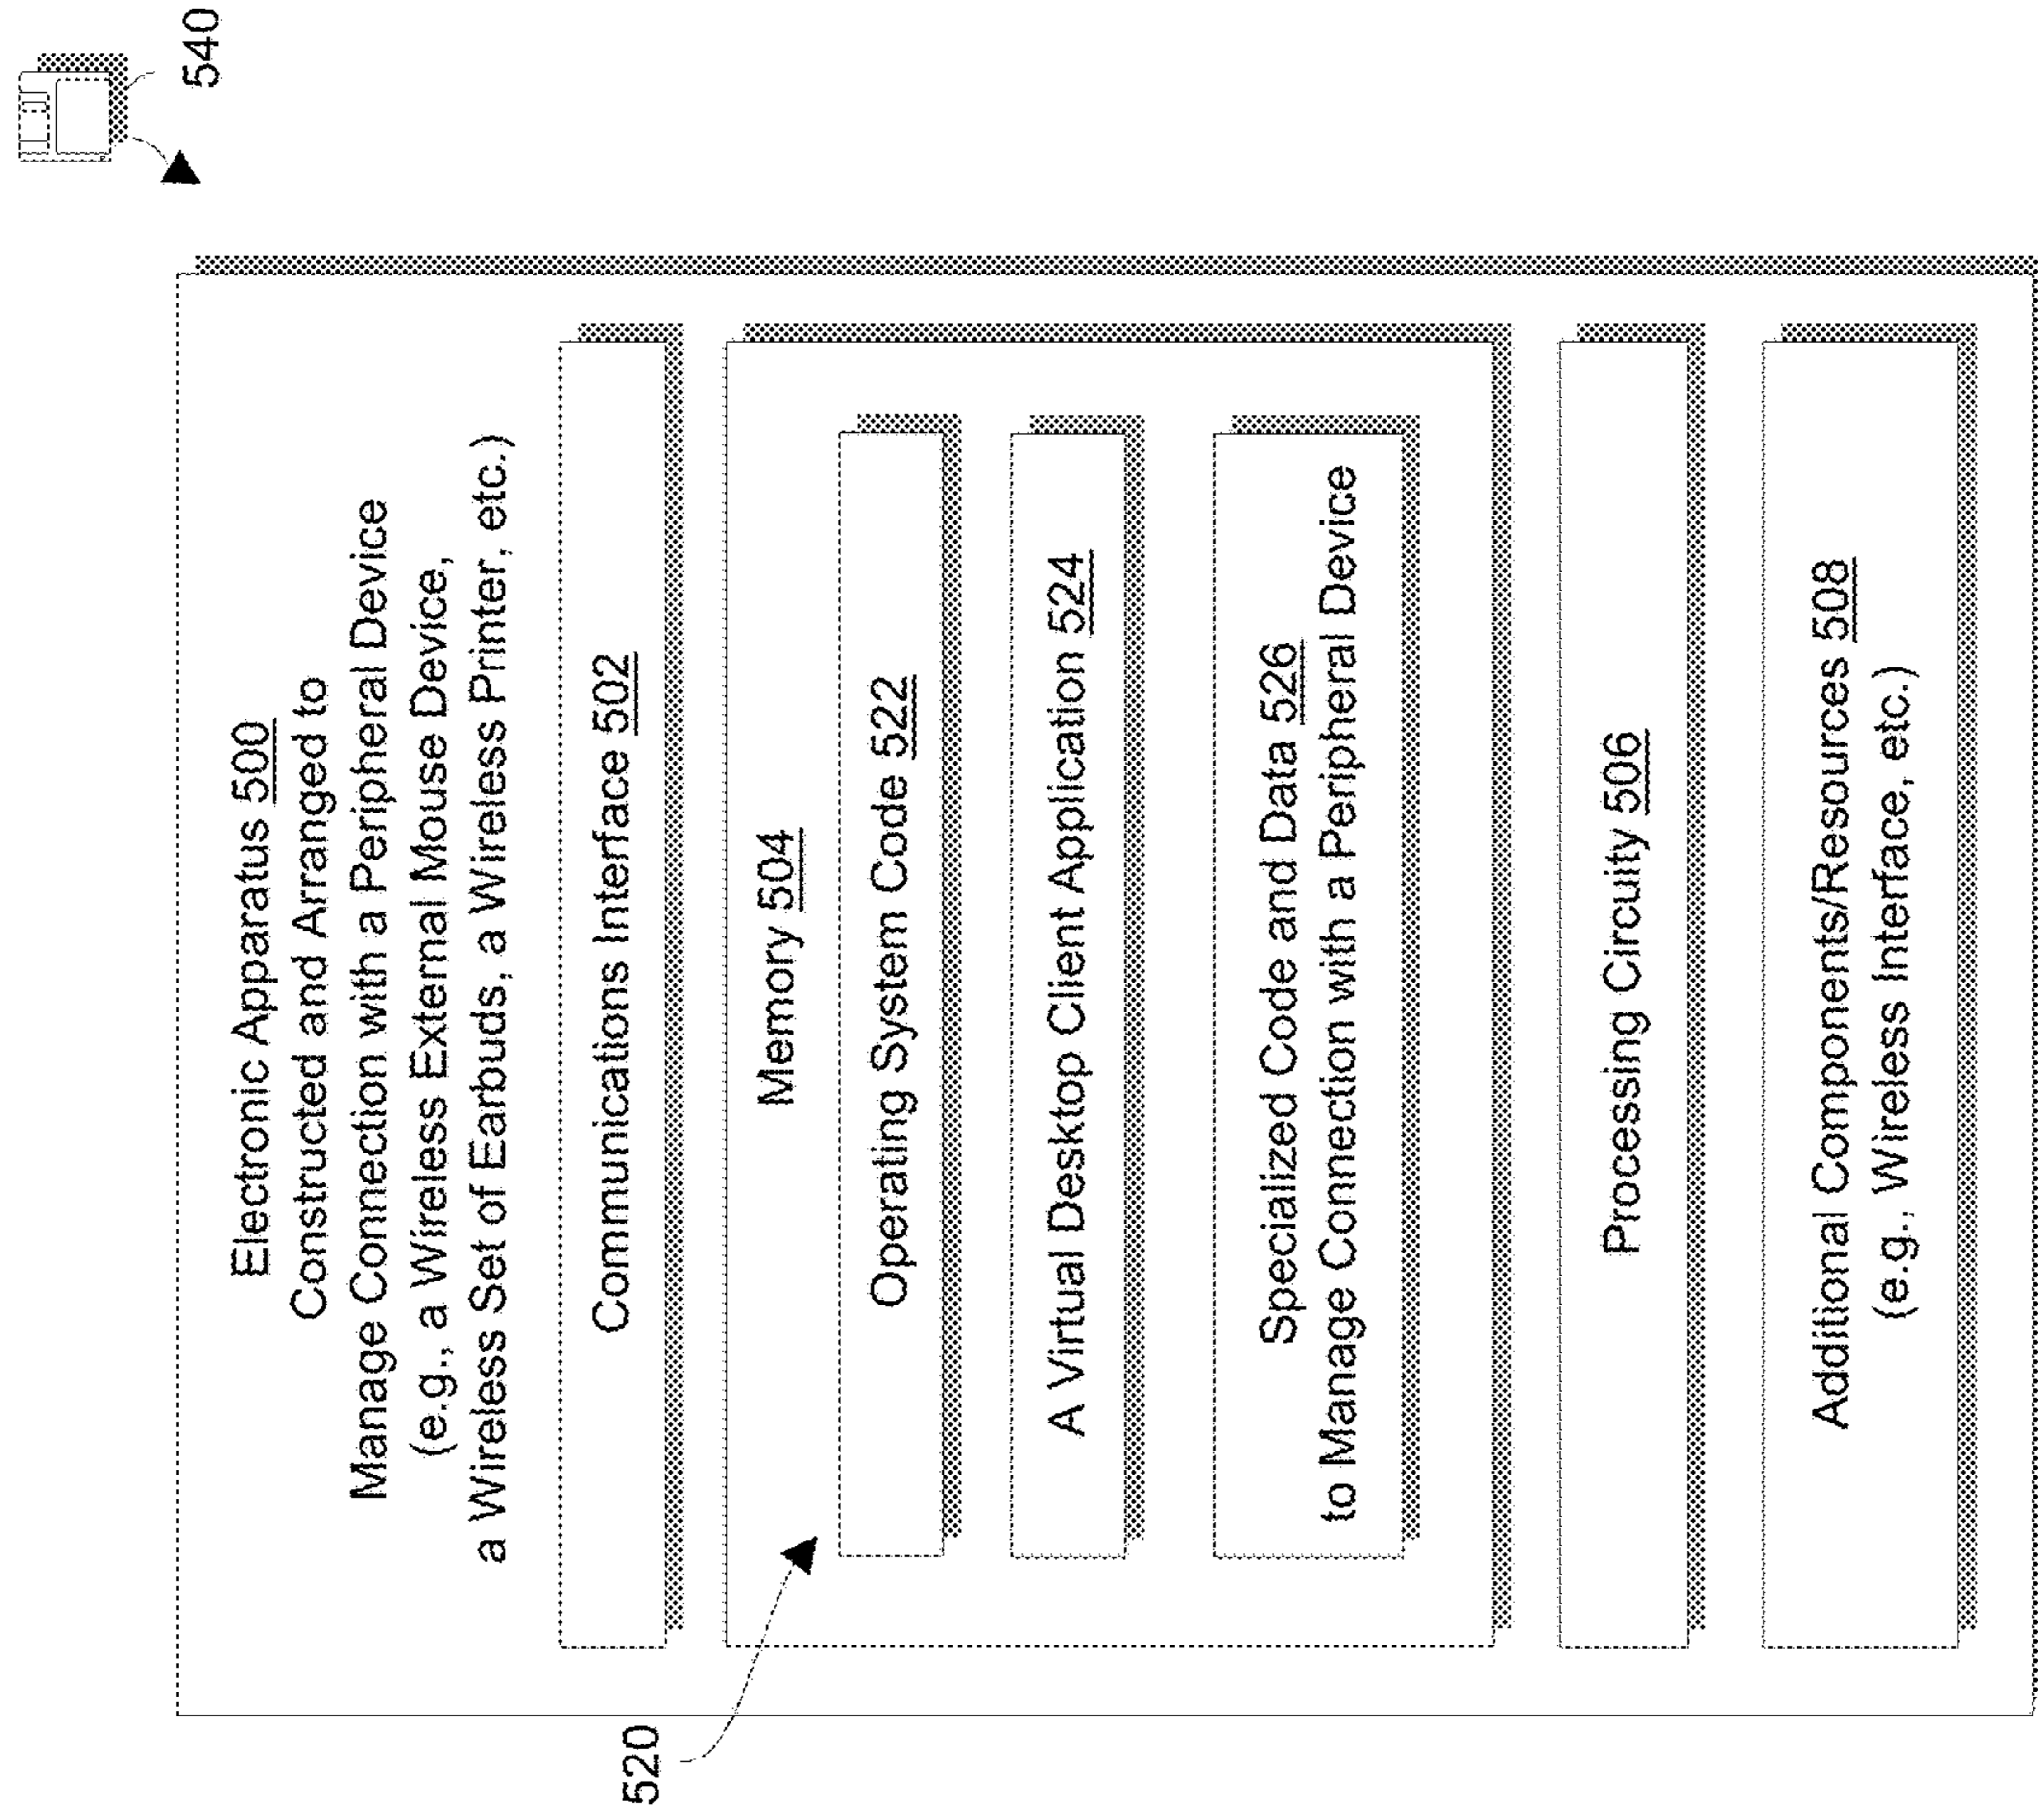 540
Electronic Apparatus 500
Constructed and Arranged to
Manage Connection with a Peripheral Device
(e.g., a Wireless External Mouse Device,
a Wireless Set of Earbuds, a Wireless Printer, etc.)
Communications Interface 502
520
Memory 504
Operating System Code 522
A Virtual Desktop Client Application 524
Specialized Code and Data 526
to Manage Connection with a Peripheral Device
Processing Circuity 506
Additional Components/Resources 508
(e.g., Wireless Interface, etc.)